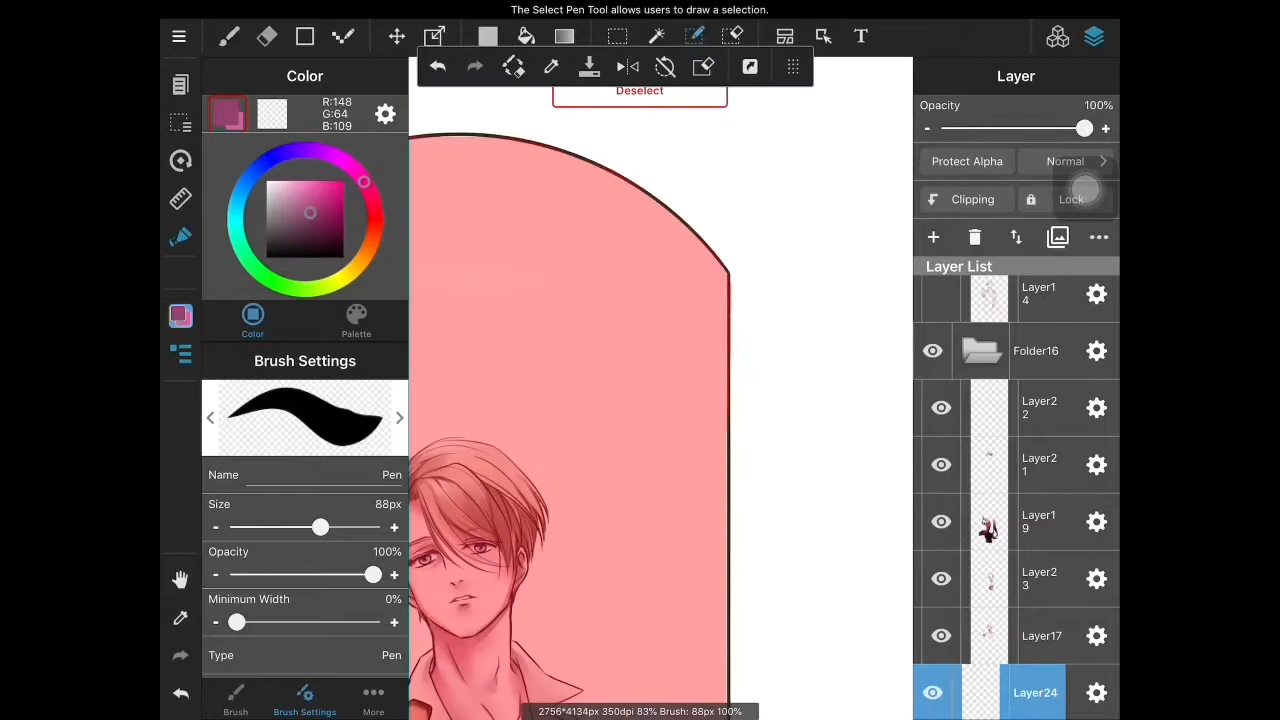 The Select Pen Tool allows users to draw a selection.
T
Color
Layer
Deselect
R:148
G:64
B:109
Opacity 100%
- +
Protect Alpha Normal
Clipping Lock
Layer List
Layer1
4
Folder16
Layer2
2
Layer2
1
Layer1
9
Layer2
3
Layer17
Layer24
Color Palette
Brush Settings
Name Pen
Size 88px
- +
Opacity 100%
- +
Minimum Width 0%
- +
Type Pen
Brush Brush Settings More
2756*4134px 350dpi 83% Brush: 88px 100%